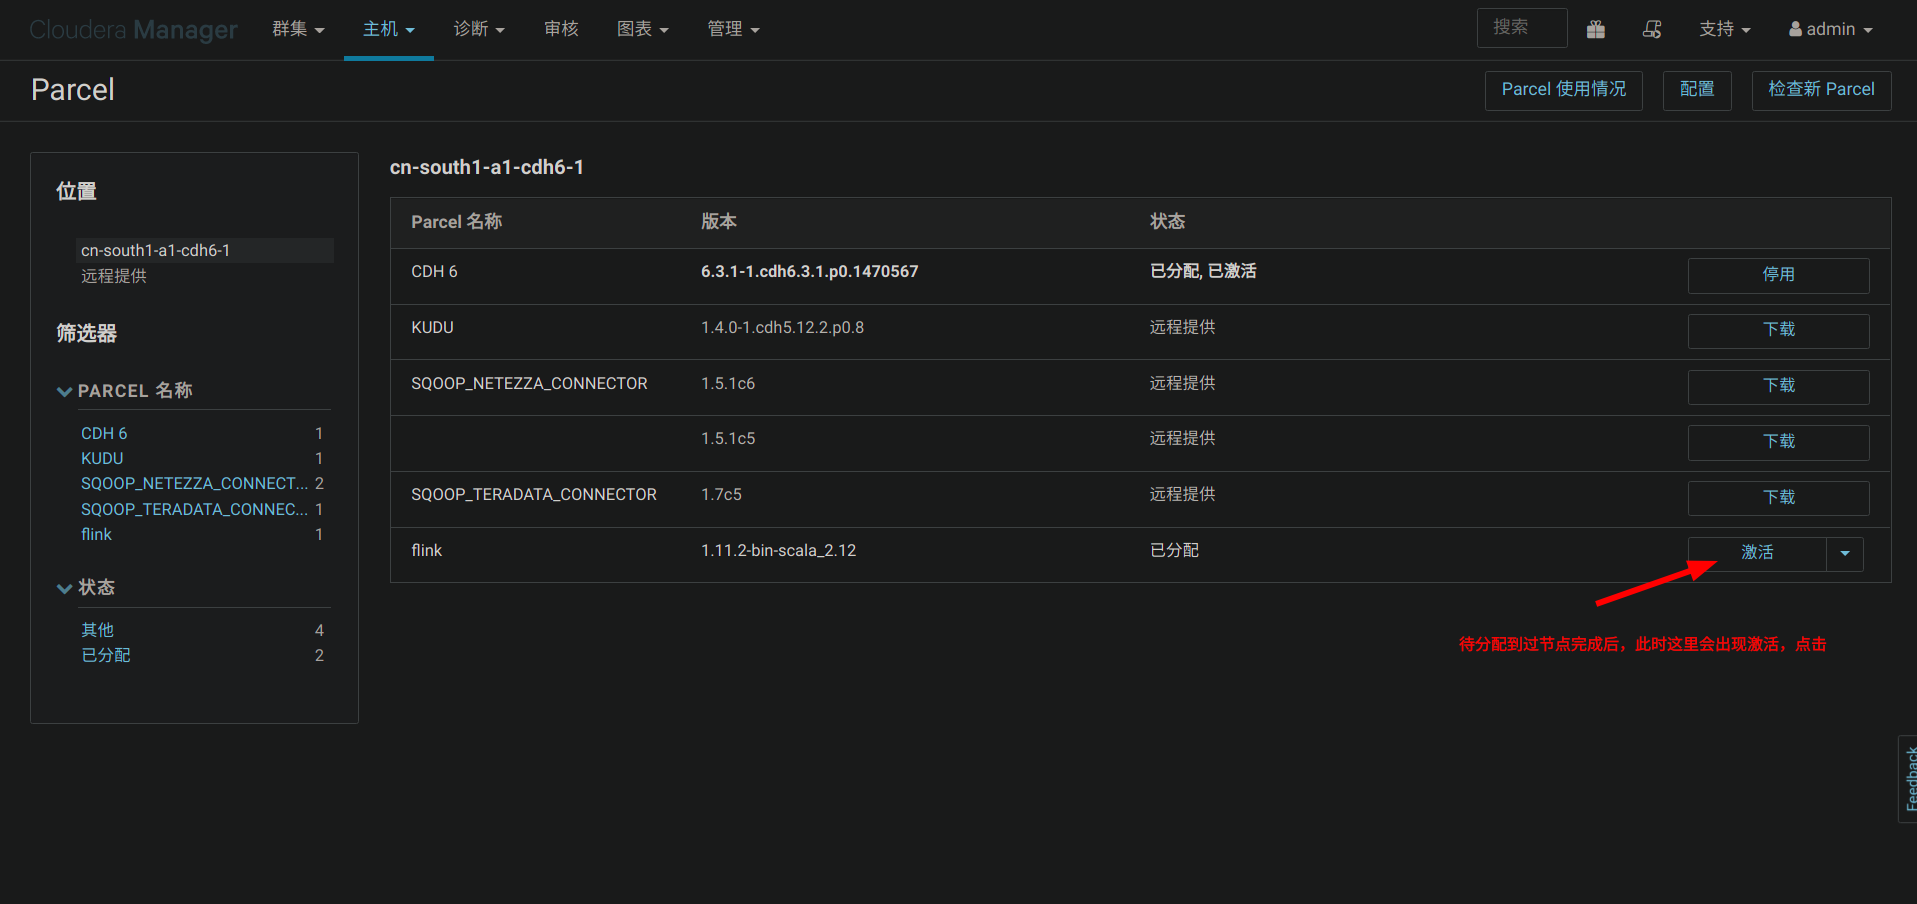 Cloudera Manager 群集 主机 诊断 审核 图表 管理 搜索 支持 admin
Parcel Parcel 使用情况 配置 检查新 Parcel
位置
cn-south1-a1-cdh6-1
远程提供
筛选器
PARCEL 名称
CDH 6 1
KUDU 1
SQOOP_NETEZZA_CONNECT... 2
SQOOP_TERADATA_CONNEC... 1
flink 1
状态
其他 4
已分配 2
cn-south1-a1-cdh6-1
Parcel 名称 版本 状态
CDH 6 6.3.1-1.cdh6.3.1.p0.1470567 已分配, 已激活 停用
KUDU 1.4.0-1.cdh5.12.2.p0.8 远程提供 下载
SQOOP_NETEZZA_CONNECTOR 1.5.1c6 远程提供 下载
1.5.1c5 远程提供 下载
SQOOP_TERADATA_CONNECTOR 1.7c5 远程提供 下载
flink 1.11.2-bin-scala_2.12 已分配 激活
待分配到过节点完成后，此时这里会出现激活，点击
Feedback